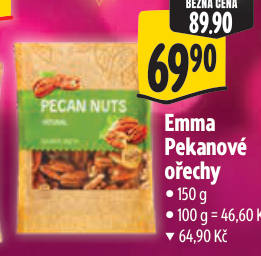 BĚŽNÁ CENA
89.90
69 90
PECAN NUTS
NATURAL
Emma
Pekanové
ořechy
• 150 g
• 100 g = 46,60 K
▼ 64,90 Kč